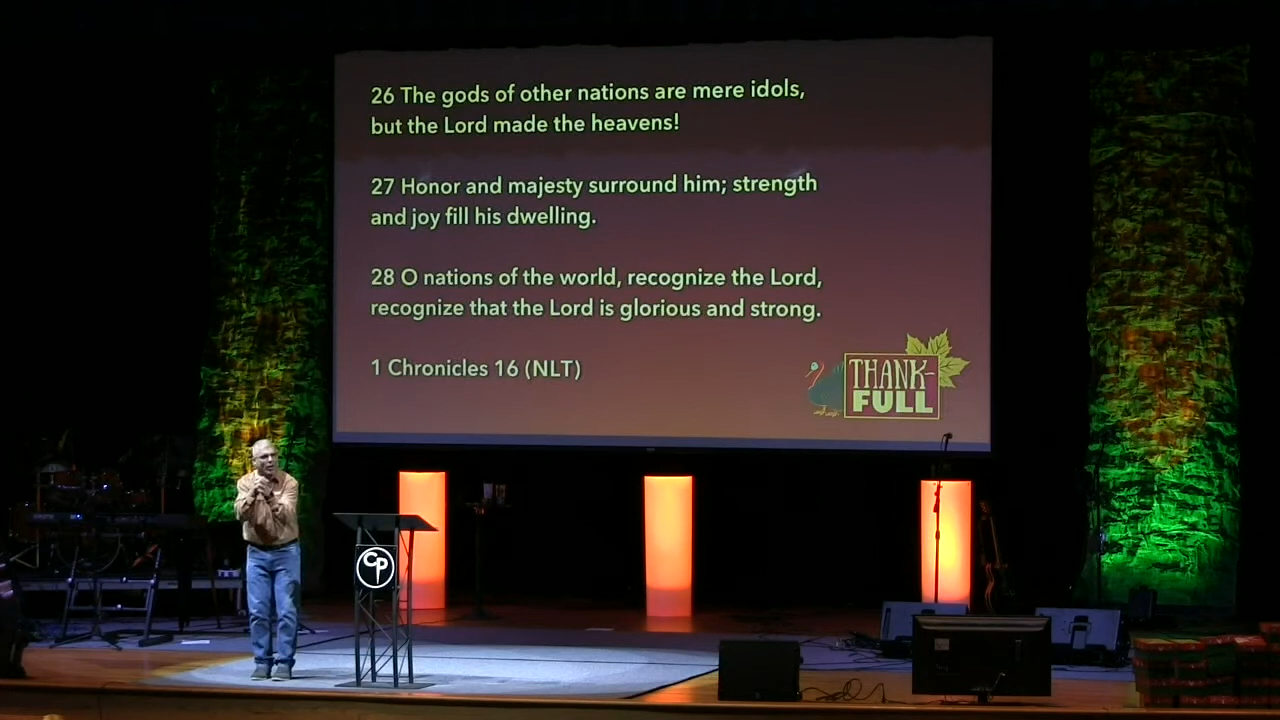 26 The gods of other nations are mere idols,
but the Lord made the heavens!
27 Honor and majesty surround him; strength
and joy fill his dwelling.
28 O nations of the world, recognize the Lord,
recognize that the Lord is glorious and strong.
1 Chronicles 16 (NLT)
THANK-
FULL
CP